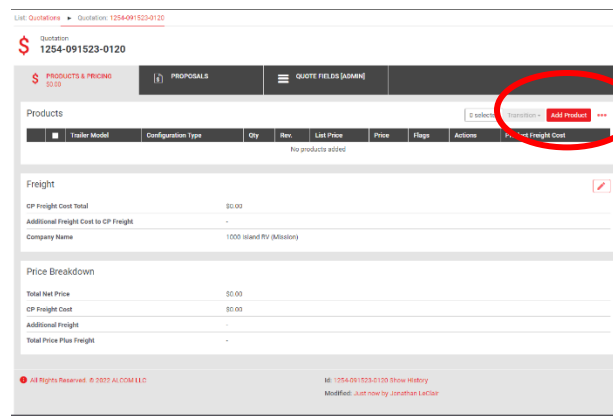 List: Quotations ▸ Quotation: 1254-091523-0120
Quotation
1254-091523-0120
PRODUCTS & PRICING
$0.00
PROPOSALS
QUOTE FIELDS [ADMIN]
Products
0 selected Transition Add Product
Trailer Model Configuration Type Qty Rev. List Price Price Flags Actions Product Freight Cost
No products added
Freight
CP Freight Cost Total $0.00
Additional Freight Cost to CP Freight -
Company Name 1000 Island RV (Mission)
Price Breakdown
Total Net Price $0.00
CP Freight Cost $0.00
Additional Freight -
Total Price Plus Freight -
All Rights Reserved. © 2022 ALCOM LLC
Id: 1254-091523-0120 Show History
Modified: Just now by Jonathan LeClair